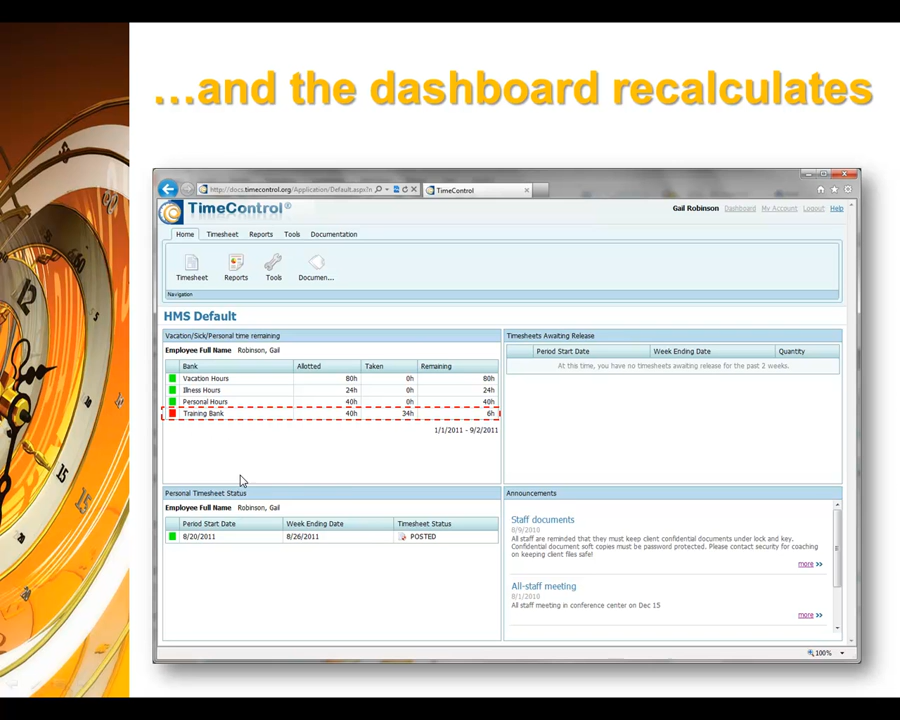 …and the dashboard recalculates
http://docs.timecontrol.org/Application/Default.aspx?n
TimeControl
TimeControl®
Gail Robinson Dashboard My Account Logout Help
Home Timesheet Reports Tools Documentation
Timesheet Reports Tools Documen...
Navigation
HMS Default
Vacation/Sick/Personal time remaining
Employee Full Name Robinson, Gail
Bank Allotted Taken Remaining
Vacation Hours 80h 0h 80h
Illness Hours 24h 0h 24h
Personal Hours 40h 0h 40h
Training Bank 40h 34h 6h
1/1/2011 - 9/2/2011
Timesheets Awaiting Release
Period Start Date Week Ending Date Quantity
At this time, you have no timesheets awaiting release for the past 2 weeks.
Personal Timesheet Status
Employee Full Name Robinson, Gail
Period Start Date Week Ending Date Timesheet Status
8/20/2011 8/26/2011 POSTED
Announcements
Staff documents
8/9/2010
All staff are reminded that they must keep client confidential documents under lock and key.
Confidential document soft copies must be password protected. Please contact security for coaching
on keeping client files safe!
more >>
All-staff meeting
8/1/2010
All staff meeting in conference center on Dec 15
more >>
100%
12
15